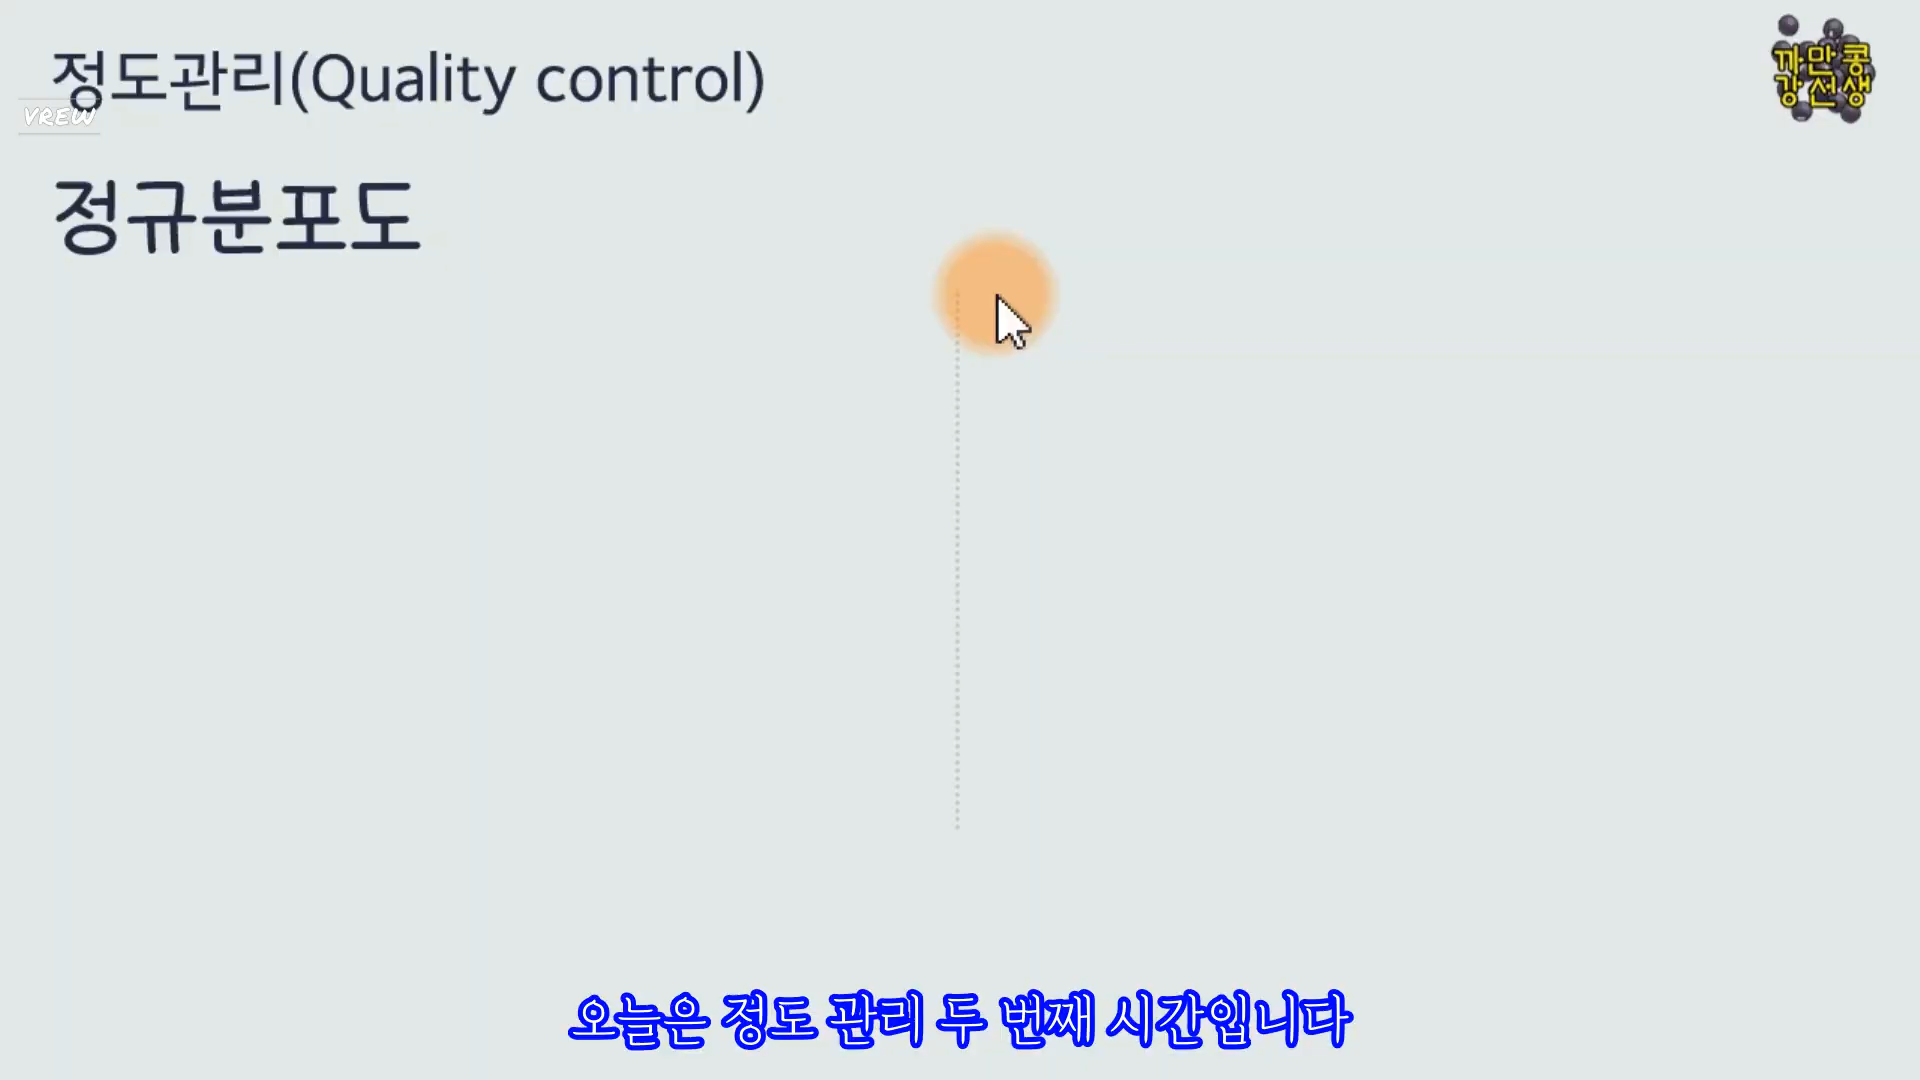 정도관리(Quality control)
VREW
까만콩
강선생
정규분포도
오늘은 정도 관리 두 번째 시간입니다